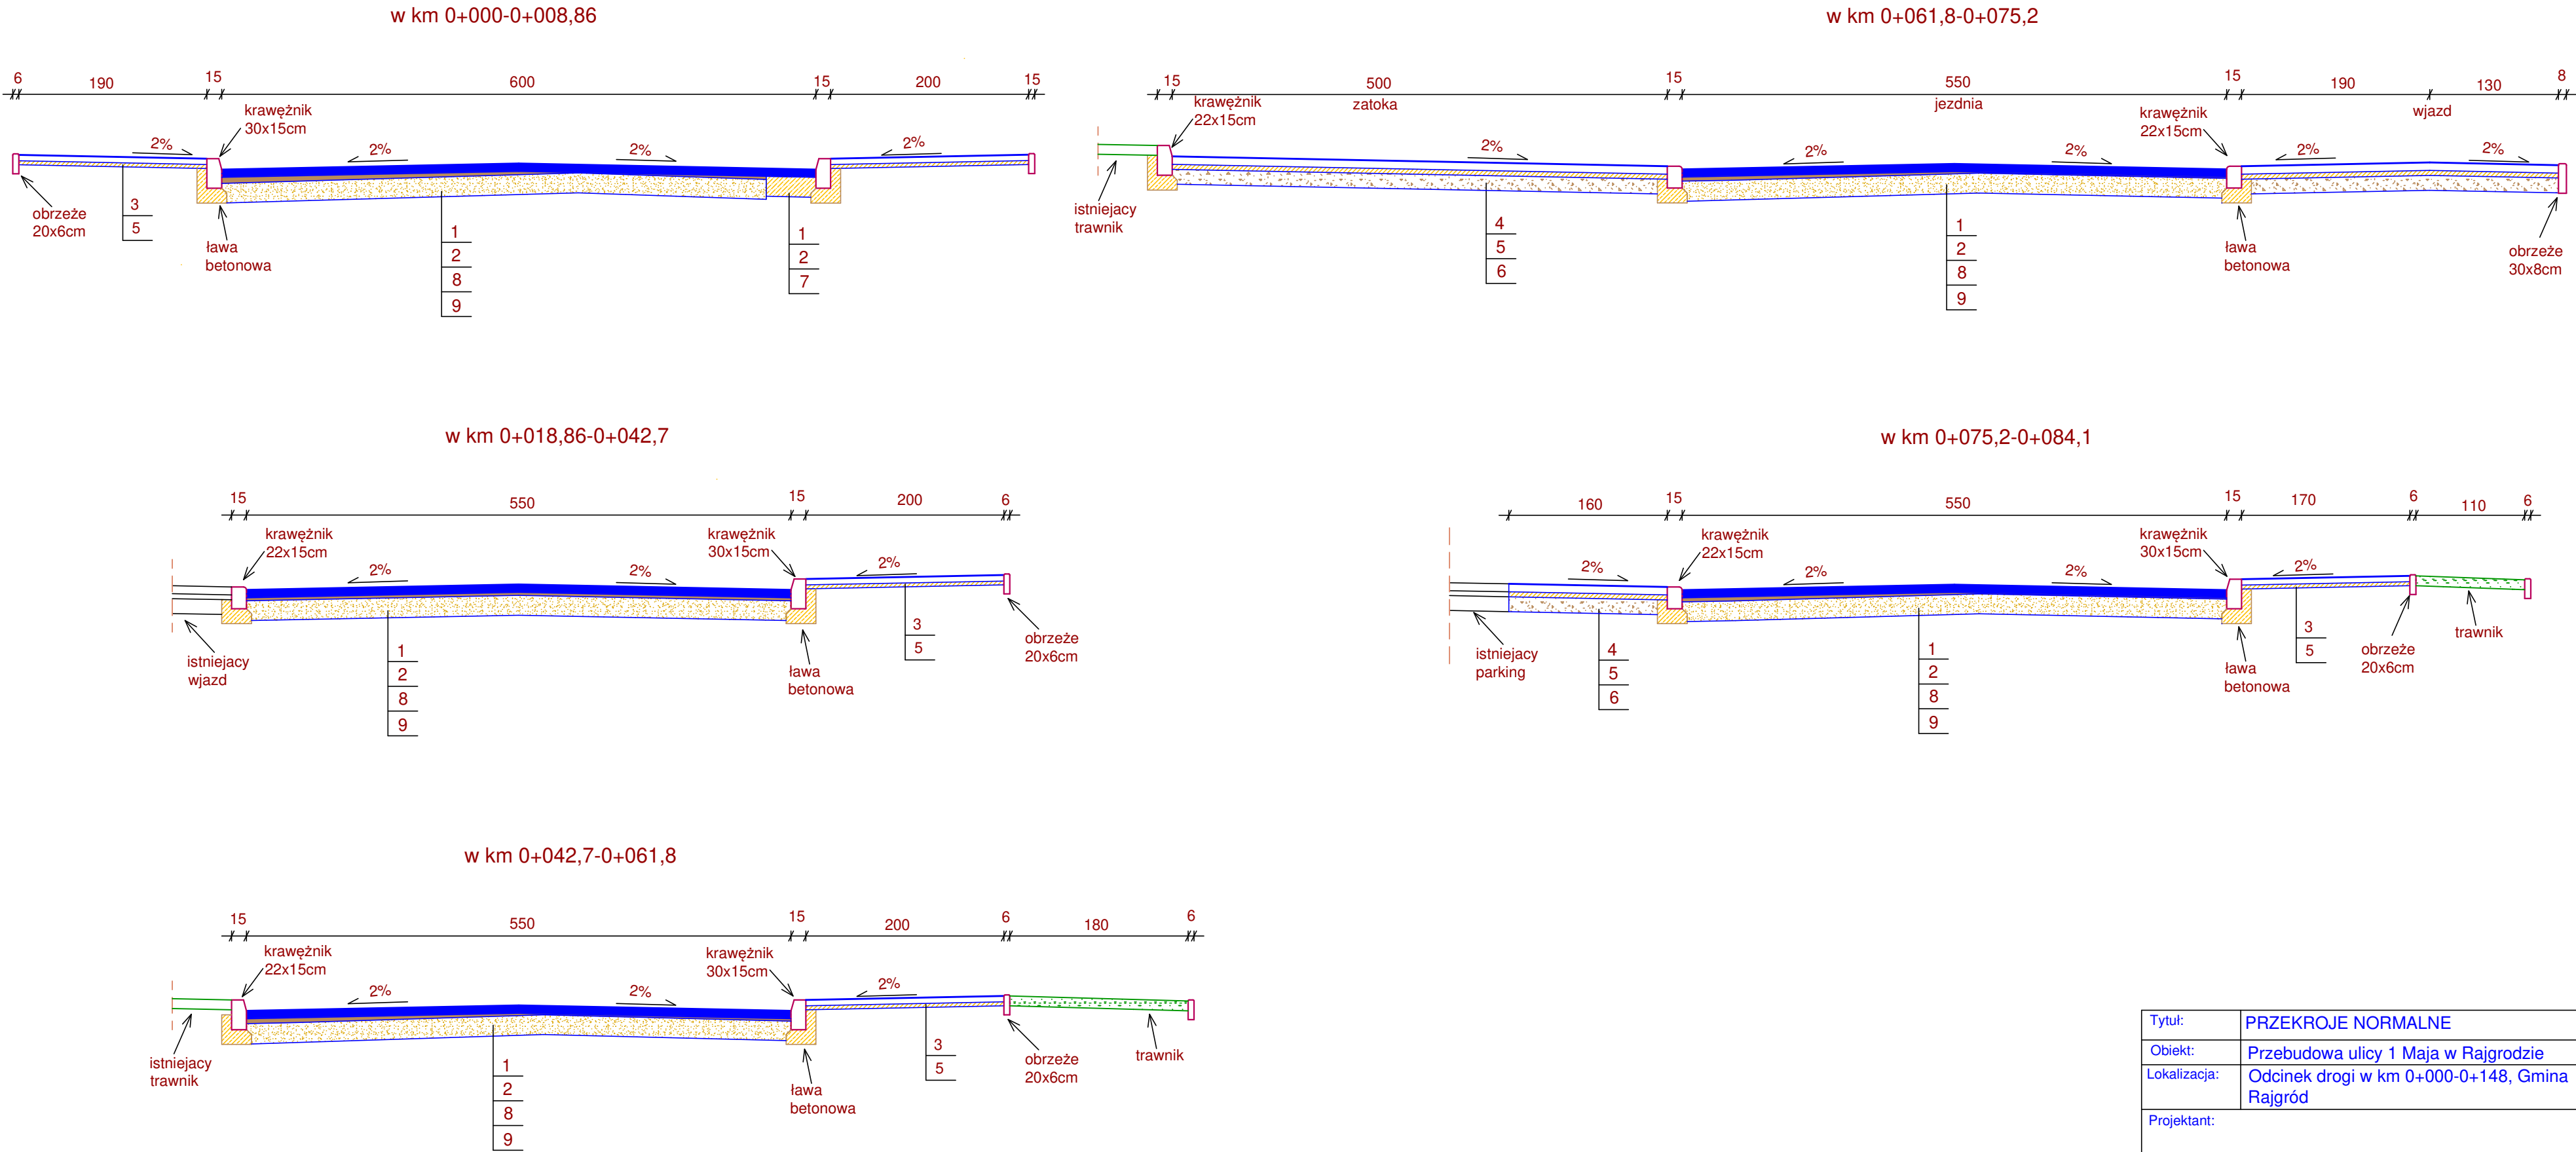 w km 0+000-0+008,86
6 190 15 600 15 200 15
krawężnik
30x15cm
2% 2% 2% 2%
obrzeże
20x6cm
3
5
ława
betonowa
1
2
8
9
1
2
7
w km 0+061,8-0+075,2
15 500 15 550 15 190 130 8
zatoka jezdnia wjazd
krawężnik
22x15cm
krawężnik
22x15cm
2% 2% 2% 2% 2%
istniejacy
trawnik
4
5
6
1
2
8
9
ława
betonowa
obrzeże
30x8cm
w km 0+018,86-0+042,7
15 550 15 200 6
krawężnik
22x15cm
krawężnik
30x15cm
2% 2% 2%
istniejacy
wjazd
1
2
8
9
ława
betonowa
3
5
obrzeże
20x6cm
w km 0+075,2-0+084,1
160 15 550 15 170 6 110 6
krawężnik
22x15cm
krawężnik
30x15cm
2% 2% 2% 2%
istniejacy
parking
4
5
6
1
2
8
9
ława
betonowa
3
5
obrzeże
20x6cm
trawnik
w km 0+042,7-0+061,8
15 550 15 200 6 180 6
krawężnik
22x15cm
krawężnik
30x15cm
2% 2% 2%
istniejacy
trawnik
1
2
8
9
ława
betonowa
3
5
obrzeże
20x6cm
trawnik
Tytuł: PRZEKROJE NORMALNE
Obiekt: Przebudowa ulicy 1 Maja w Rajgrodzie
Lokalizacja: Odcinek drogi w km 0+000-0+148, Gmina
Rajgród
Projektant: